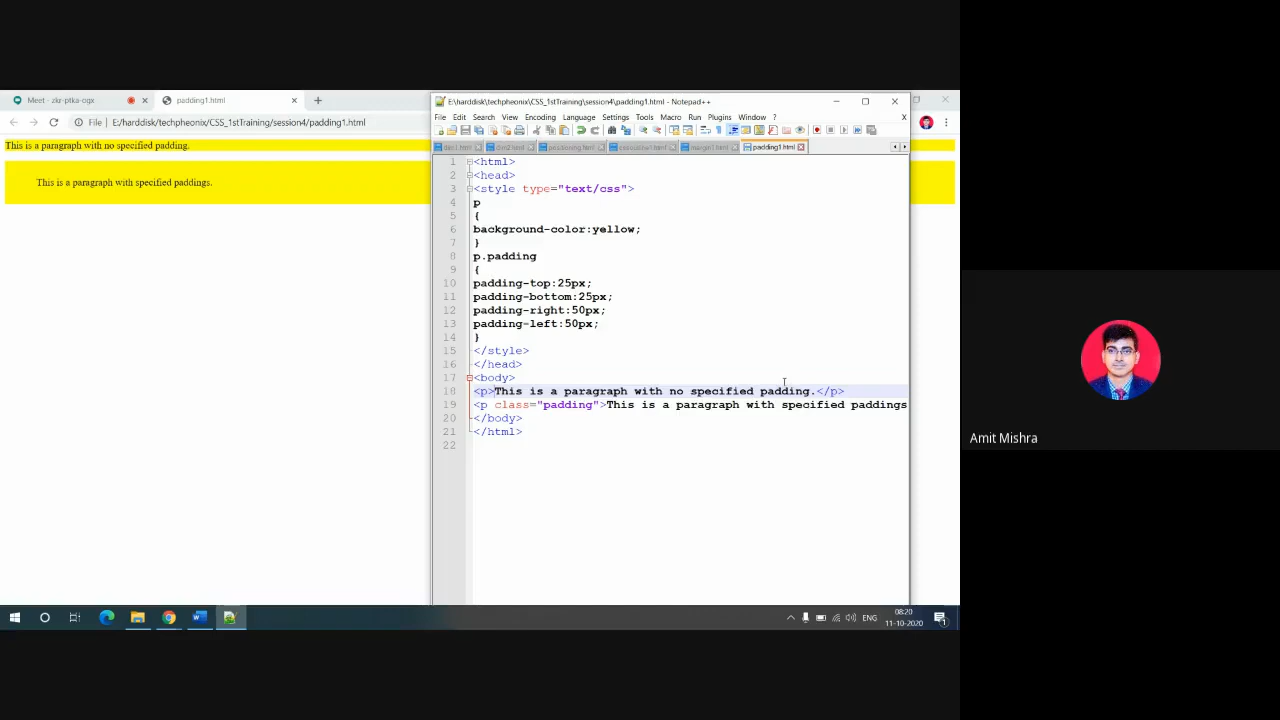 Meet - zkr-ptka-ogx
padding1.html
File | E:/harddisk/techpheonix/CSS_1stTraining/session4/padding1.html
This is a paragraph with no specified padding.
This is a paragraph with specified paddings.
E:\harddisk\techpheonix\CSS_1stTraining\session4\padding1.html - Notepad++
File Edit Search View Encoding Language Settings Tools Macro Run Plugins Window ?
X
margin1.html padding1.html
1 <html>
2 <head>
3 <style type="text/css">
4 p
5 {
6 background-color:yellow;
7 }
8 p.padding
9 {
10 padding-top:25px;
11 padding-bottom:25px;
12 padding-right:50px;
13 padding-left:50px;
14 }
15 </style>
16 </head>
17 <body>
18 <p>This is a paragraph with no specified padding.</p>
19 <p class="padding">This is a paragraph with specified paddings
20 </body>
21 </html>
22
Amit Mishra
ENG
08:20
11-10-2020